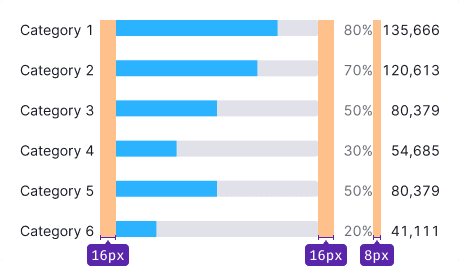 Category 1 80% 135,666
Category 2 70% 120,613
Category 3 50% 80,379
Category 4 30% 54,685
Category 5 50% 80,379
Category 6 20% 41,111
16px 16px 8px